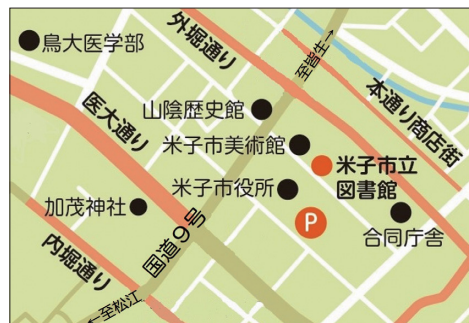 鳥大医学部
外堀通り
至皆生→
本通り商店街
医大通り
山陰歴史館
米子市美術館
米子市立
図書館
米子市役所
加茂神社
P
合同庁舎
内堀通り
国道9号
←至松江